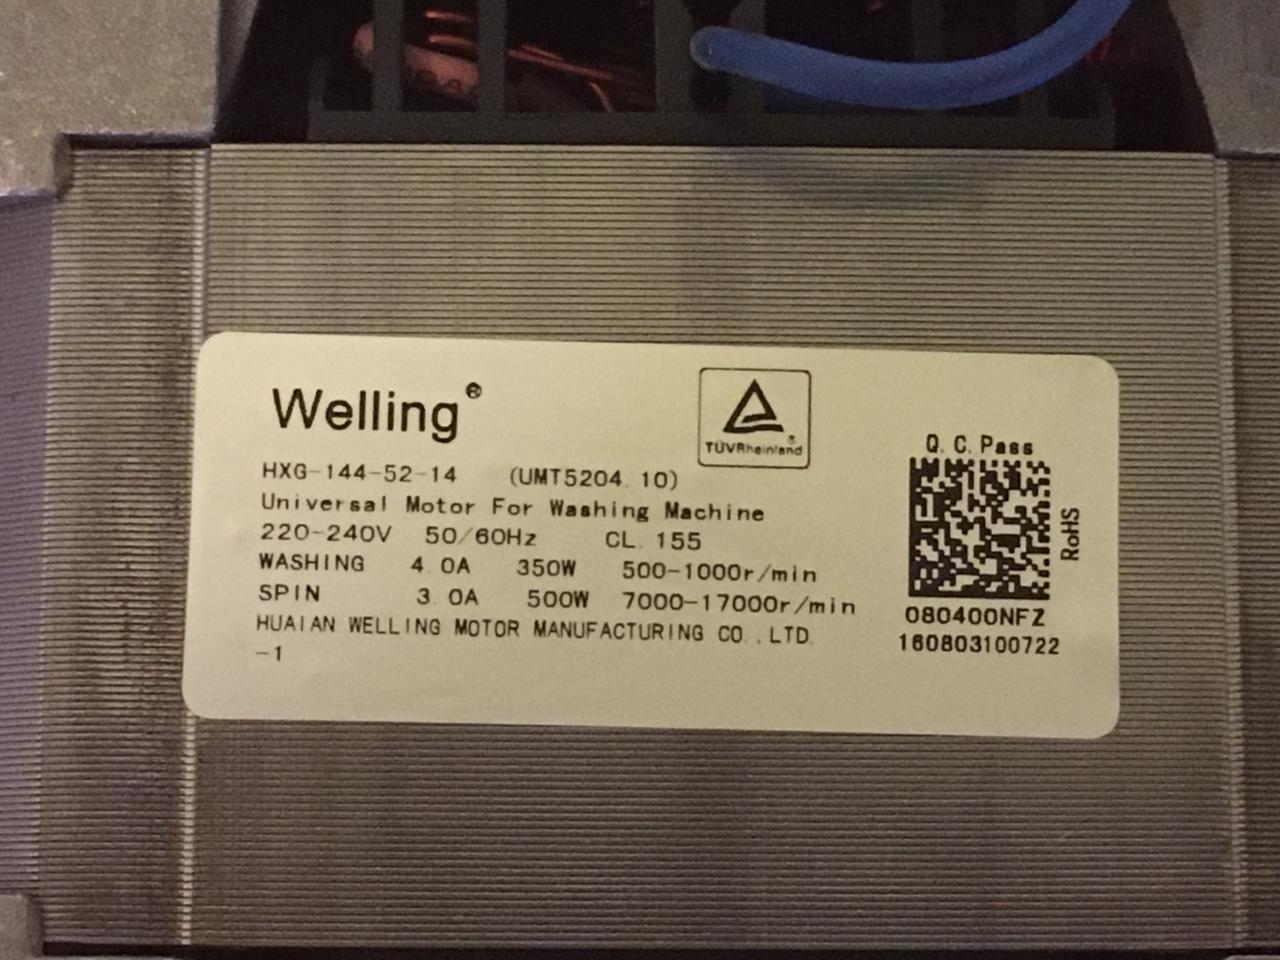 Welling®
TÜVRheinland®
HXG-144-52-14 (UMT5204.10)
Universal Motor For Washing Machine
220-240V 50/60Hz CL. 155
WASHING 4.0A 350W 500-1000r/min
SPIN 3.0A 500W 7000-17000r/min
HUAIAN WELLING MOTOR MANUFACTURING CO.,LTD.
-1
Q.C.Pass
RoHS
080400NFZ
160803100722